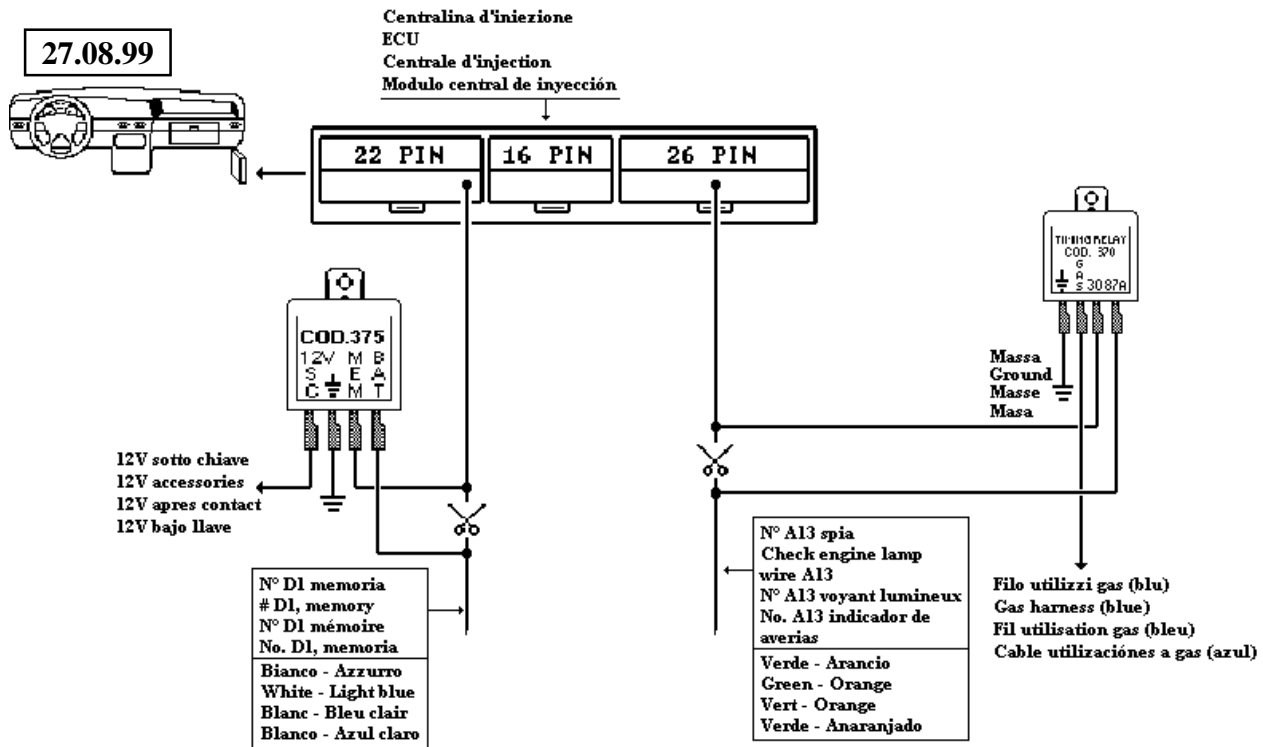 27.08.99
Centralina d'iniezione
ECU
Centrale d'injection
Modulo central de inyección
22 PIN
16 PIN
26 PIN
TIMING RELAY
COD. 370
GAS
30 87A
COD.375
12V SC
MEM
BAT
Massa
Ground
Masse
Masa
12V sotto chiave
12V accessories
12V apres contact
12V bajo llave
N° D1 memoria
# D1, memory
N° D1 mémoire
No. D1, memoria
Bianco - Azzurro
White - Light blue
Blanc - Bleu clair
Blanco - Azul claro
N° A13 spia
Check engine lamp
wire A13
N° A13 voyant lumineux
No. A13 indicador de
averias
Verde - Arancio
Green - Orange
Vert - Orange
Verde - Anaranjado
Filo utilizzi gas (blu)
Gas harness (blue)
Fil utilisation gas (bleu)
Cable utilizaciónes a gas (azul)